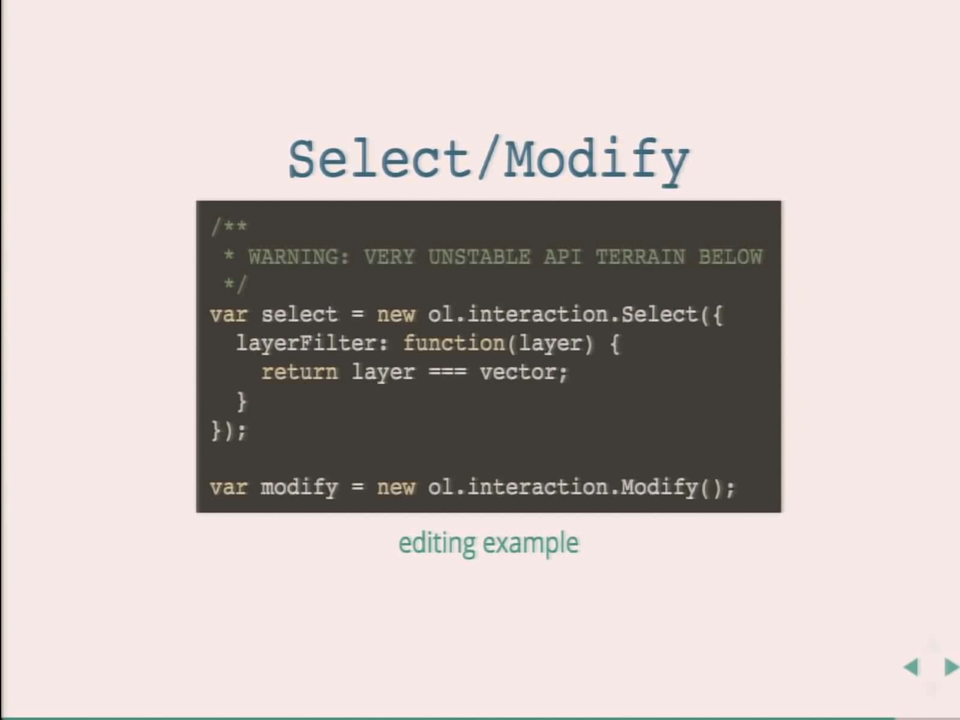 Select/Modify
/**
 * WARNING: VERY UNSTABLE API TERRAIN BELOW
 */
var select = new ol.interaction.Select({
  layerFilter: function(layer) {
    return layer === vector;
  }
});

var modify = new ol.interaction.Modify();
editing example